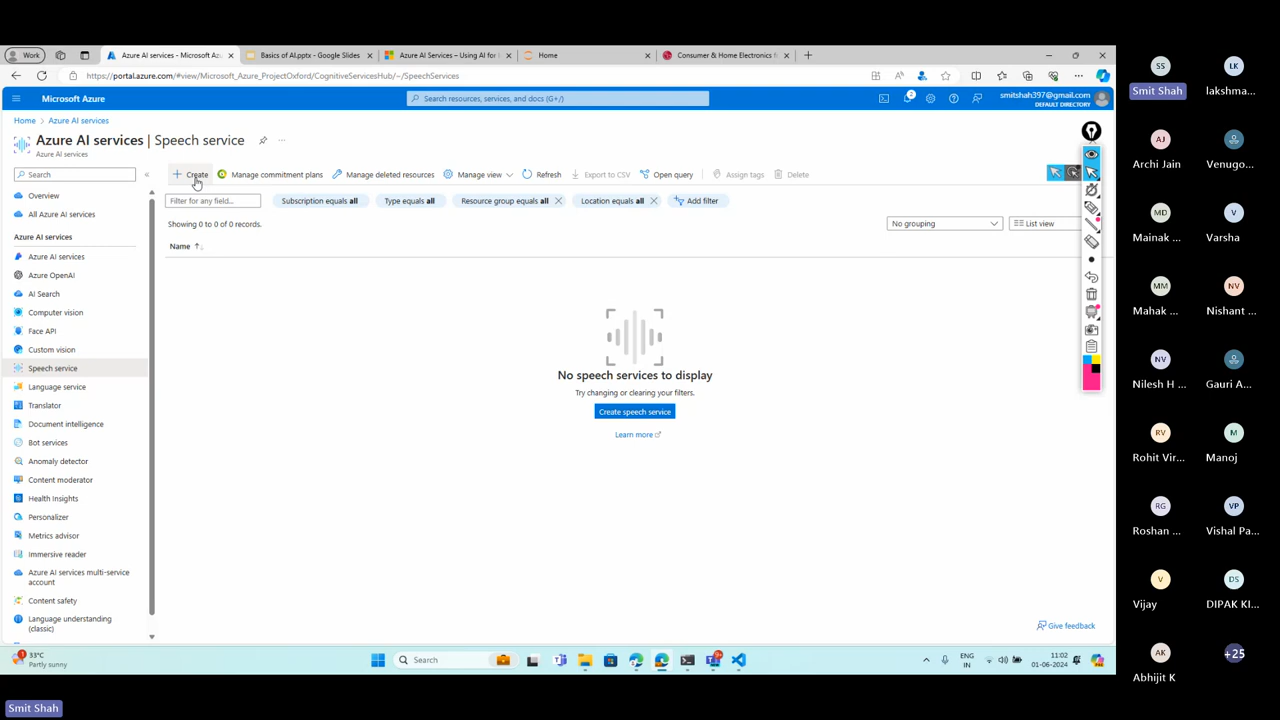 Work
Azure AI services - Microsoft Az
Basics of AI.pptx - Google Slides
Azure AI Services – Using AI for
Home
Consumer & Home Electronics f
https://portal.azure.com/#view/Microsoft_Azure_ProjectOxford/CognitiveServicesHub/~/SpeechServices
Microsoft Azure
Search resources, services, and docs (G+/)
2
smitshah397@gmail.com
DEFAULT DIRECTORY
Home > Azure AI services
Azure AI services | Speech service
Azure AI services
Search
Overview
All Azure AI services
Azure AI services
Azure AI services
Azure OpenAI
AI Search
Computer vision
Face API
Custom vision
Speech service
Language service
Translator
Document intelligence
Bot services
Anomaly detector
Content moderator
Health Insights
Personalizer
Metrics advisor
Immersive reader
Azure AI services multi-service
account
Content safety
Language understanding
(classic)
Create
Manage commitment plans
Manage deleted resources
Manage view
Refresh
Export to CSV
Open query
Assign tags
Delete
Filter for any field...
Subscription equals all
Type equals all
Resource group equals all
Location equals all
Add filter
Showing 0 to 0 of 0 records.
No grouping
List view
Name
No speech services to display
Try changing or clearing your filters.
Create speech service
Learn more
Give feedback
33°C
Partly sunny
Search
ENG
IN
11:02
01-06-2024
SS
Smit Shah
LK
lakshma...
AJ
Archi Jain
Venugo...
MD
Mainak ...
V
Varsha
MM
Mahak ...
NV
Nishant ...
NV
Nilesh H ...
Gauri A...
RV
Rohit Vir...
M
Manoj
RG
Roshan ...
VP
Vishal Pa...
V
Vijay
DS
DIPAK KI...
AK
Abhijit K
+25
Smit Shah